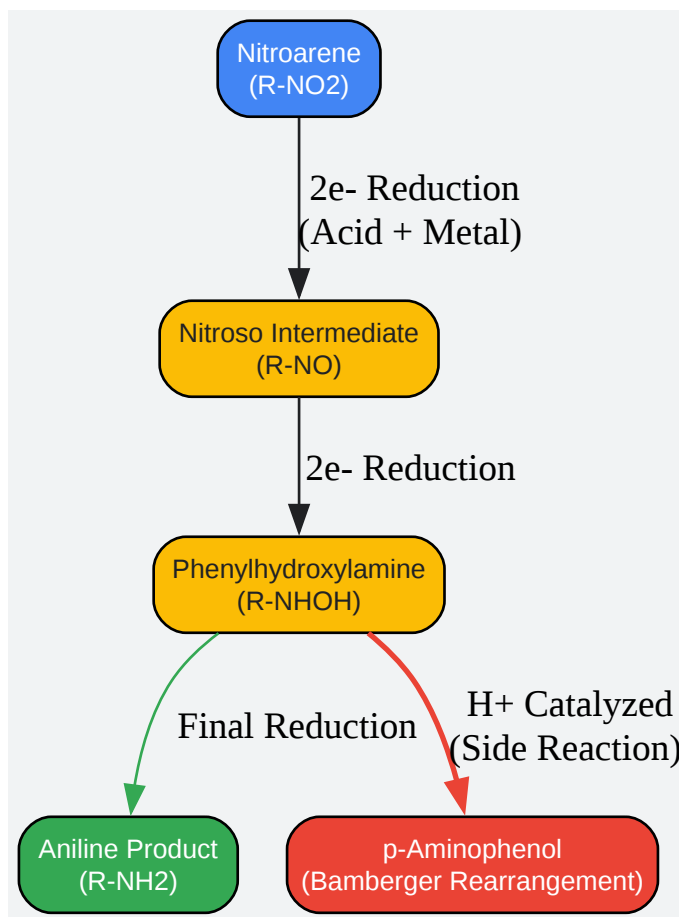 Nitroarene
(R-NO2)
2e- Reduction
(Acid + Metal)
Nitroso Intermediate
(R-NO)
2e- Reduction
Phenylhydroxylamine
(R-NHOH)
Final Reduction
H+ Catalyzed
(Side Reaction)
Aniline Product
(R-NH2)
p-Aminophenol
(Bamberger Rearrangement)